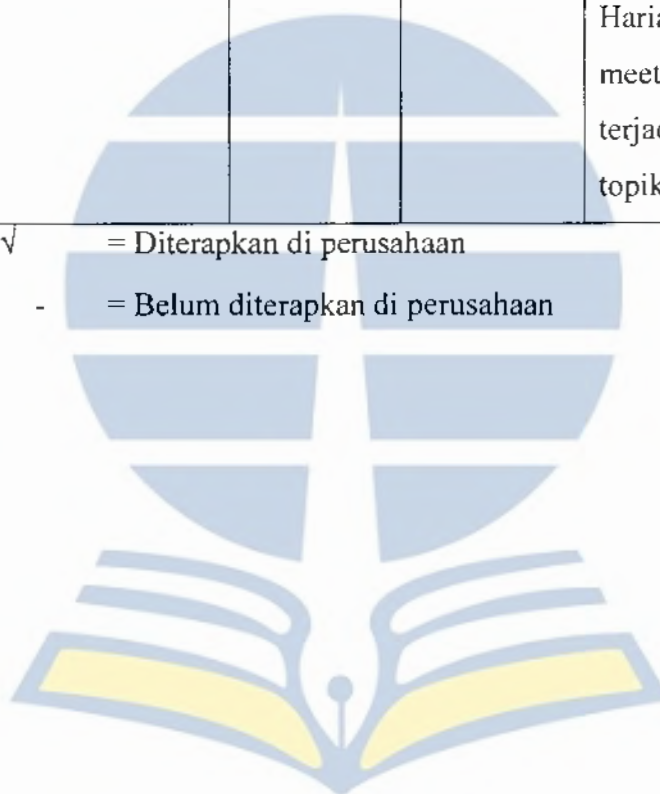 Haria
meet
terjad
topik
√ = Diterapkan di perusahaan
- = Belum diterapkan di perusahaan